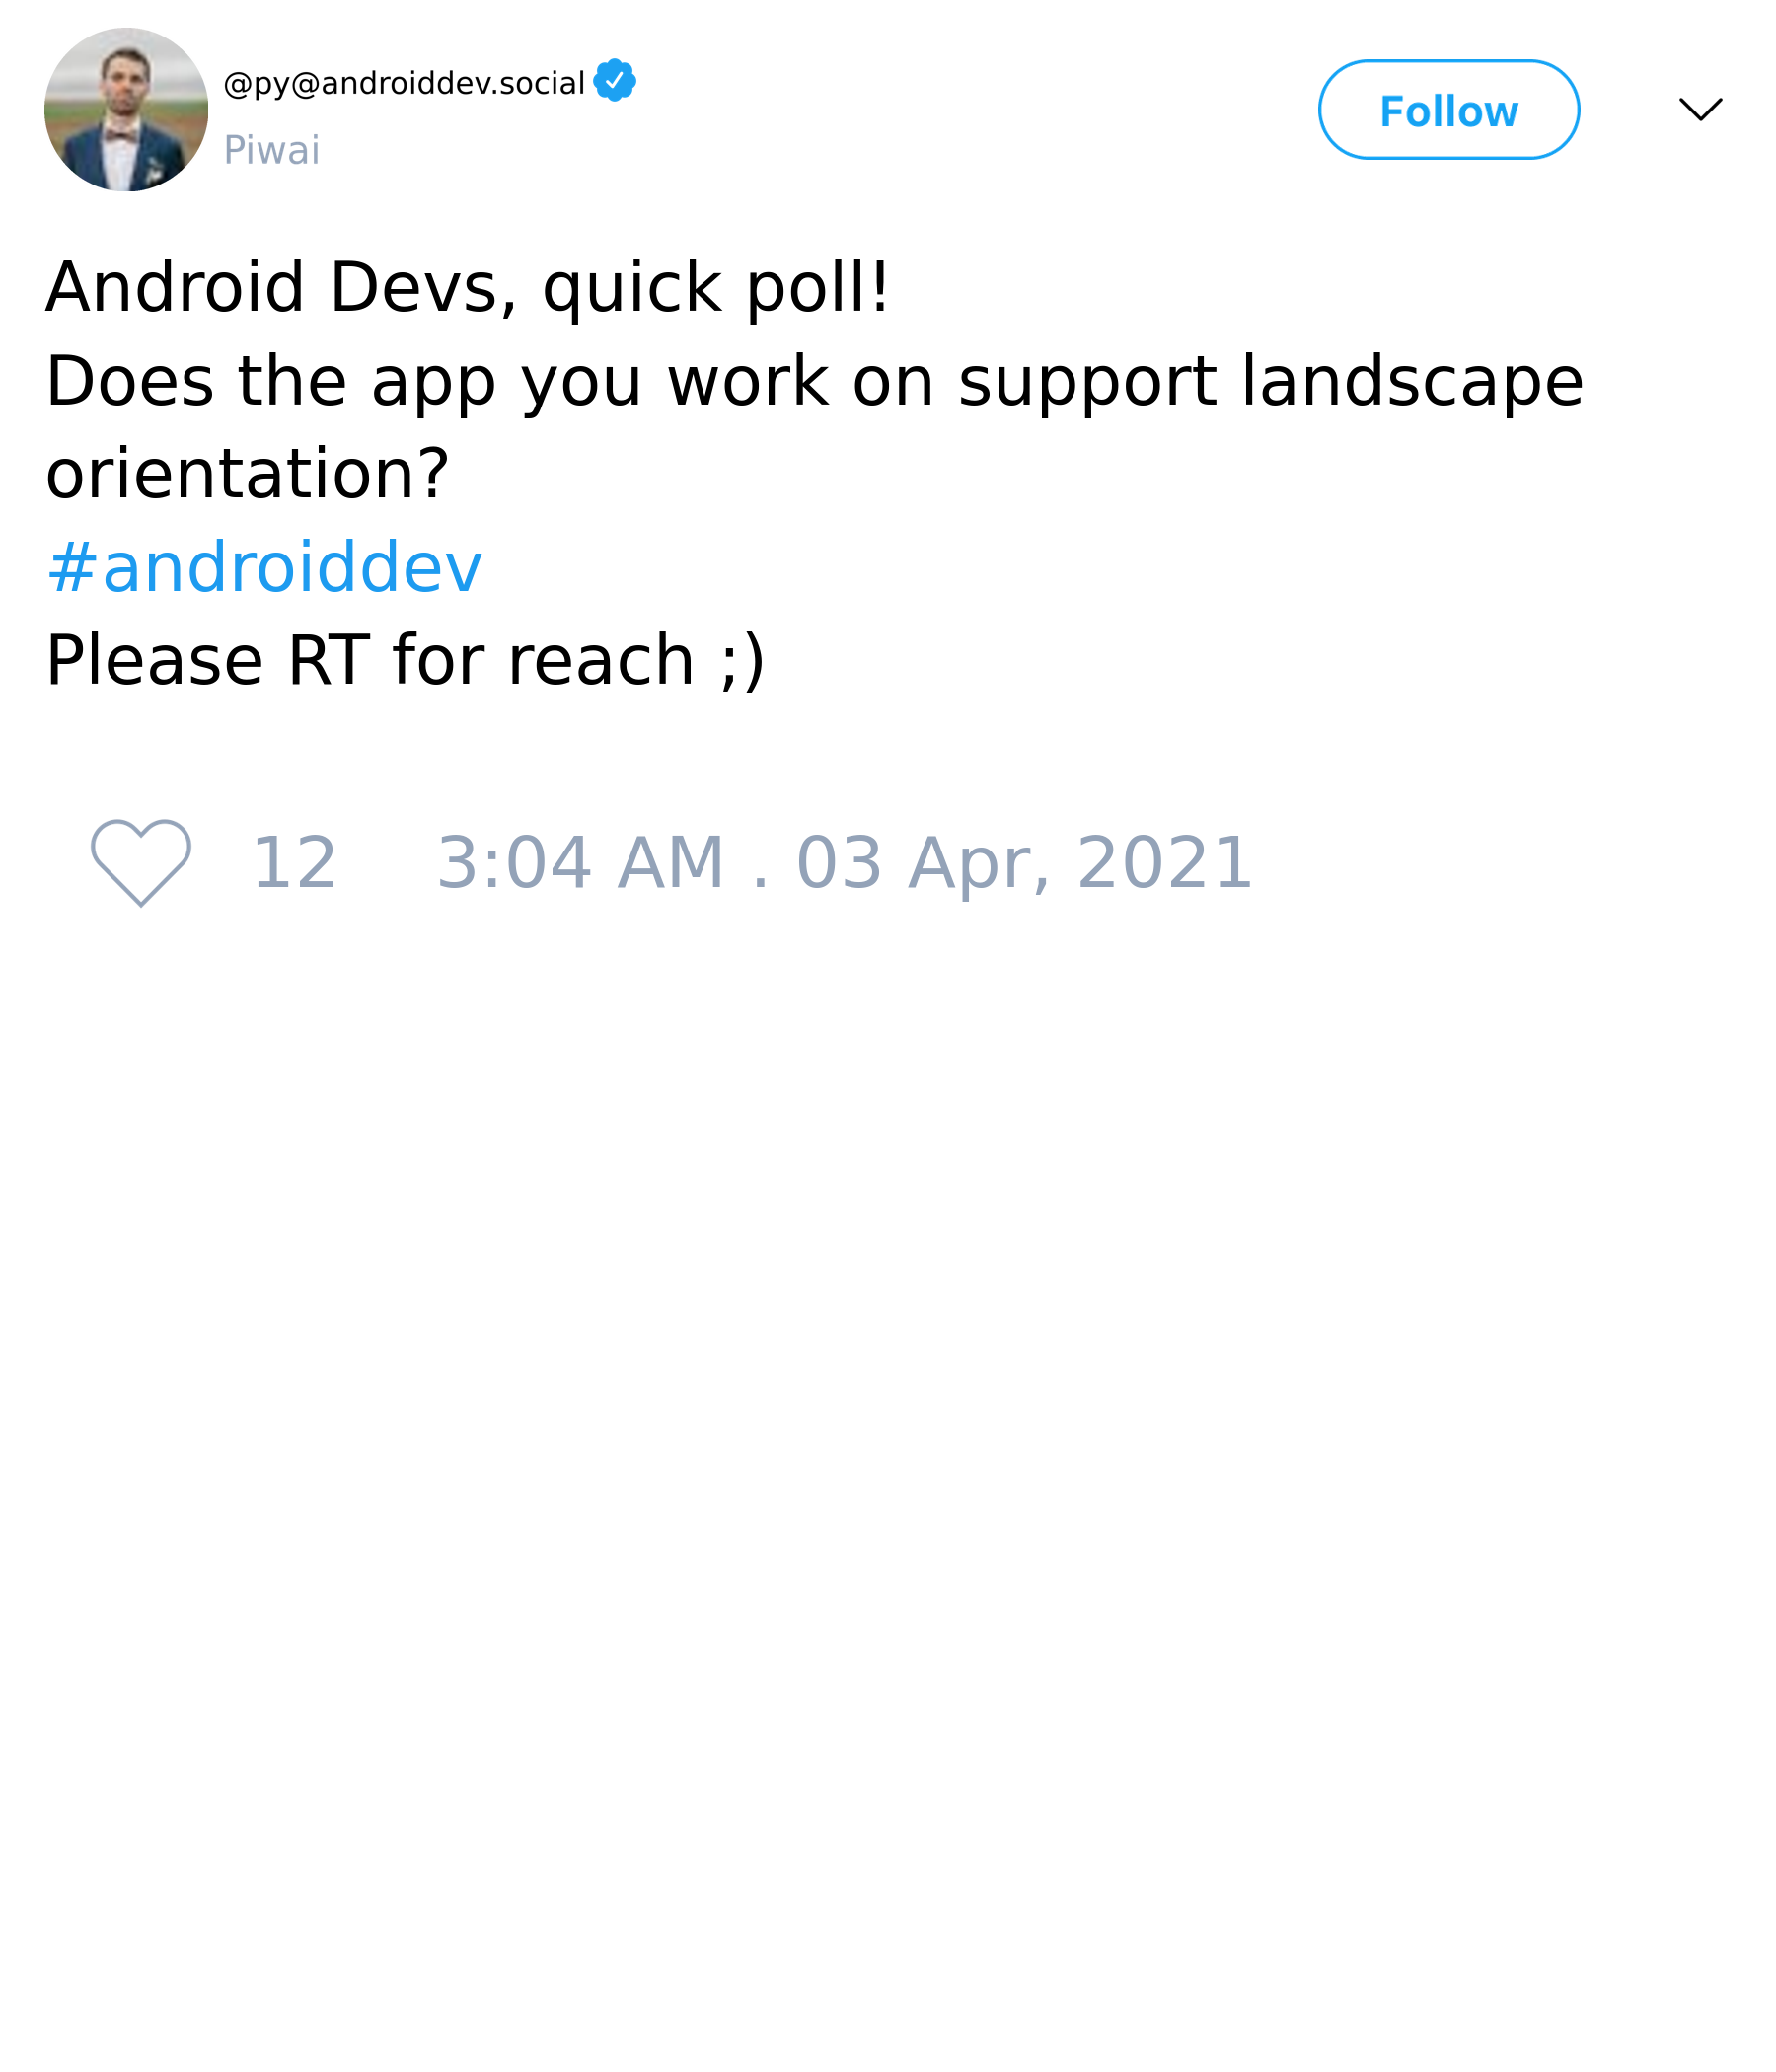 @py@androiddev.social
Piwai
Follow
Android Devs, quick poll!
Does the app you work on support landscape
orientation?
#androiddev
Please RT for reach ;)
12 3:04 AM . 03 Apr, 2021